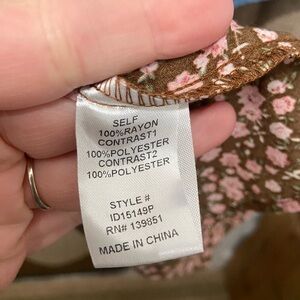 SELF
100%RAYON
CONTRAST1
100%POLYESTER
CONTRAST2
100%POLYESTER
STYLE #
ID15149P
RN# 139851
MADE IN CHINA